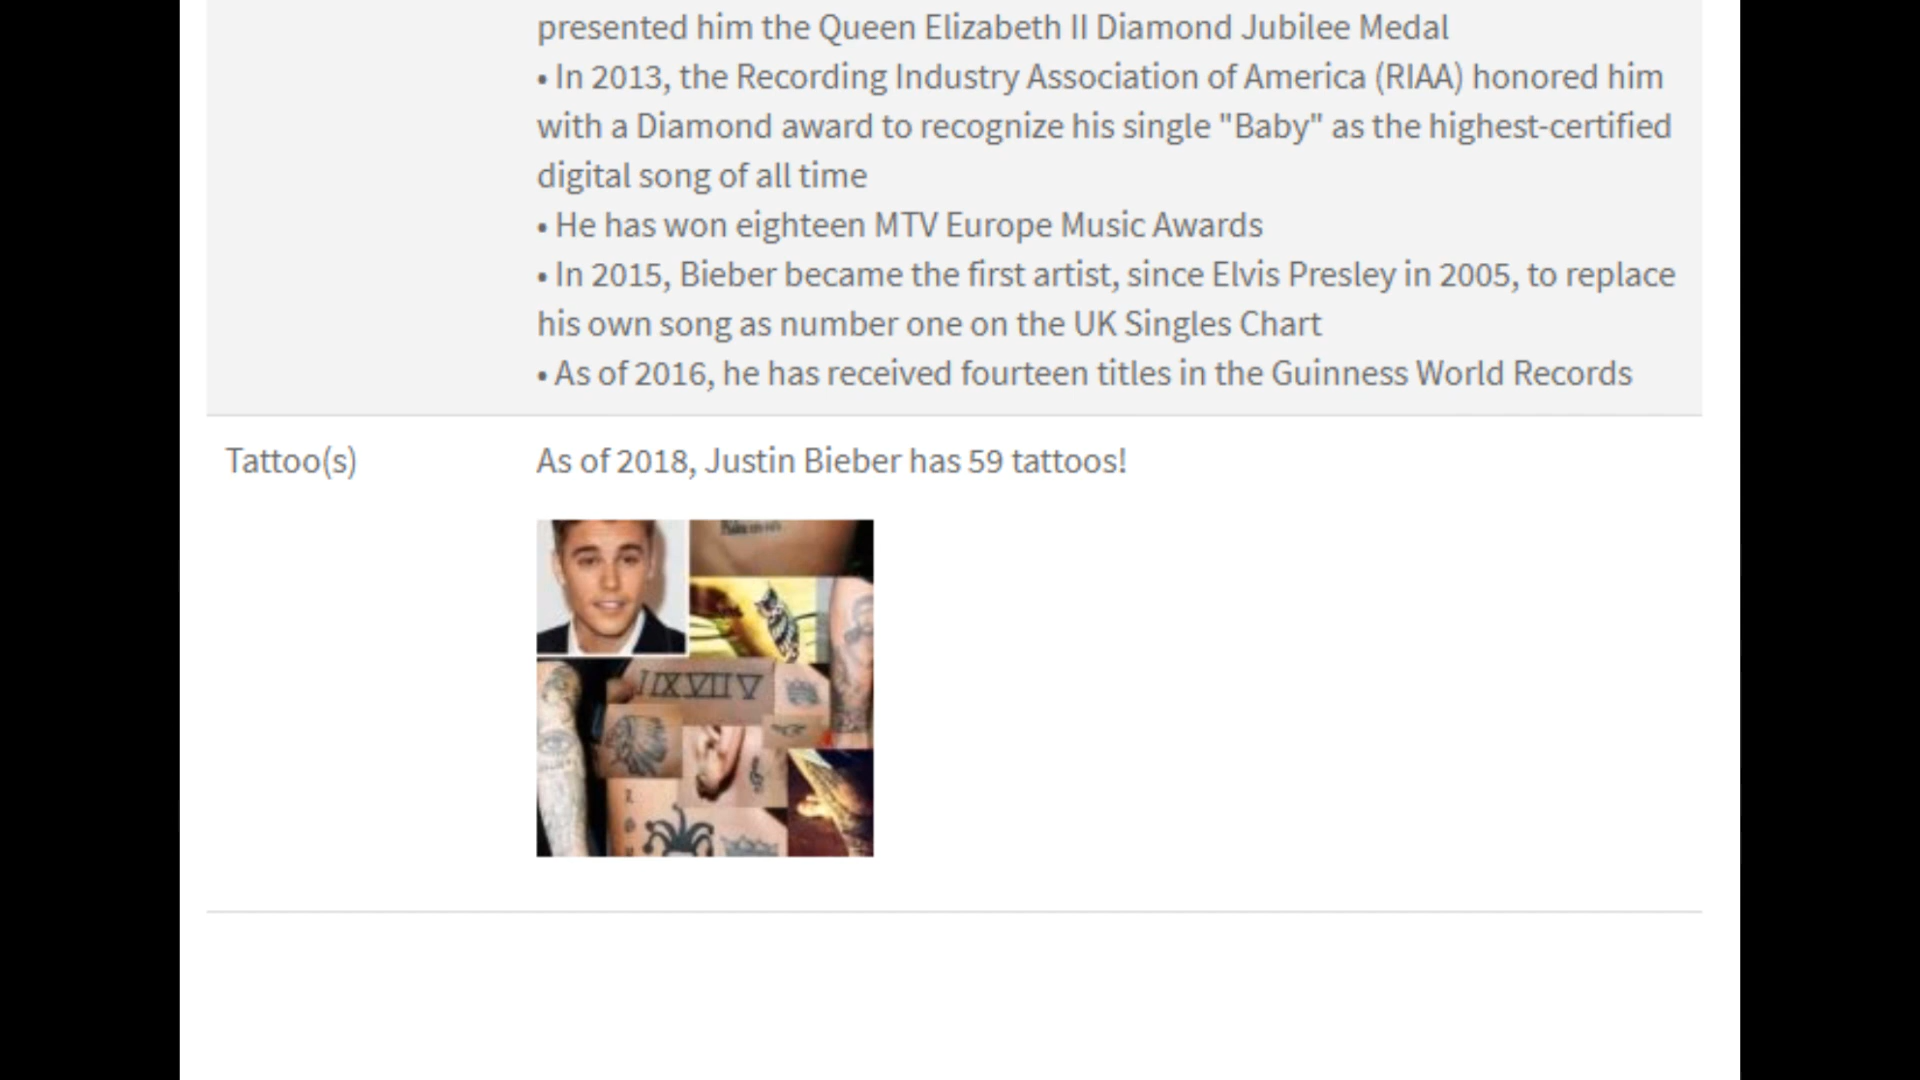 presented him the Queen Elizabeth II Diamond Jubilee Medal
• In 2013, the Recording Industry Association of America (RIAA) honored him
with a Diamond award to recognize his single "Baby" as the highest-certified
digital song of all time
• He has won eighteen MTV Europe Music Awards
• In 2015, Bieber became the first artist, since Elvis Presley in 2005, to replace
his own song as number one on the UK Singles Chart
• As of 2016, he has received fourteen titles in the Guinness World Records
Tattoo(s)
As of 2018, Justin Bieber has 59 tattoos!